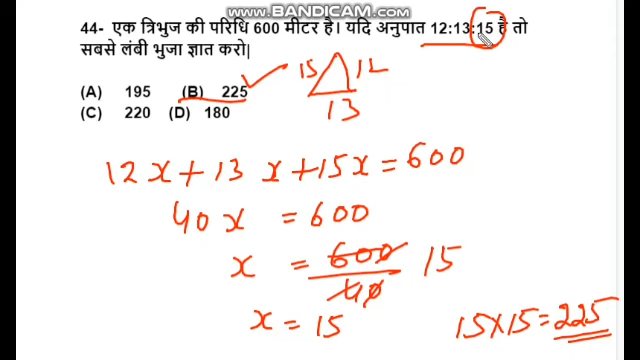 WWW.BANDICAM.COM
44- एक त्रिभुज की परिधि 600 मीटर है। यदि अनुपात 12:13:15 है तो
सबसे लंबी भुजा ज्ञात करो|
15 12
13
(A) 195 (B) 225
(C) 220 (D) 180
12x + 13x + 15x = 600
40x = 600
x = 600/40 15
x = 15
15×15=225